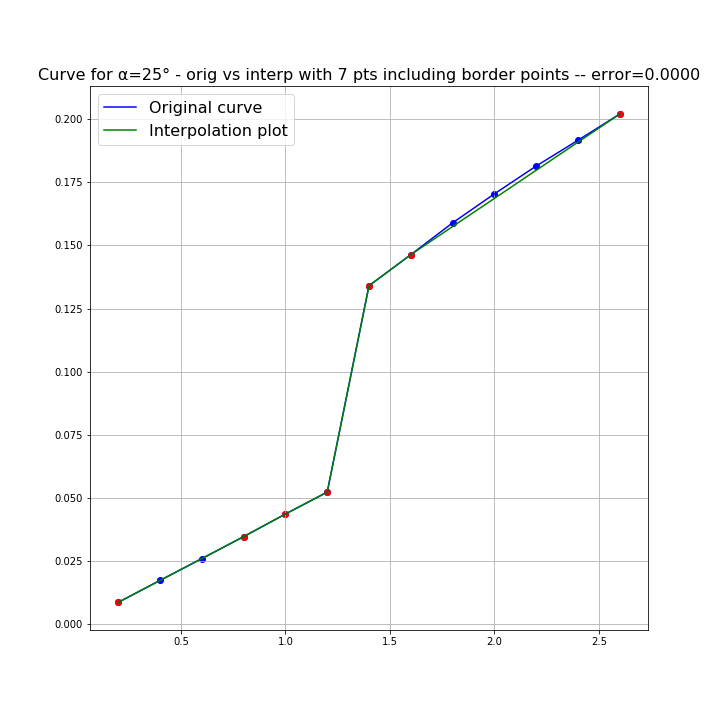 Curve for α=25° - orig vs interp with 7 pts including border points -- error=0.0000
Original curve
Interpolation plot
0.200
0.175
0.150
0.125
0.100
0.075
0.050
0.025
0.000
0.5 1.0 1.5 2.0 2.5